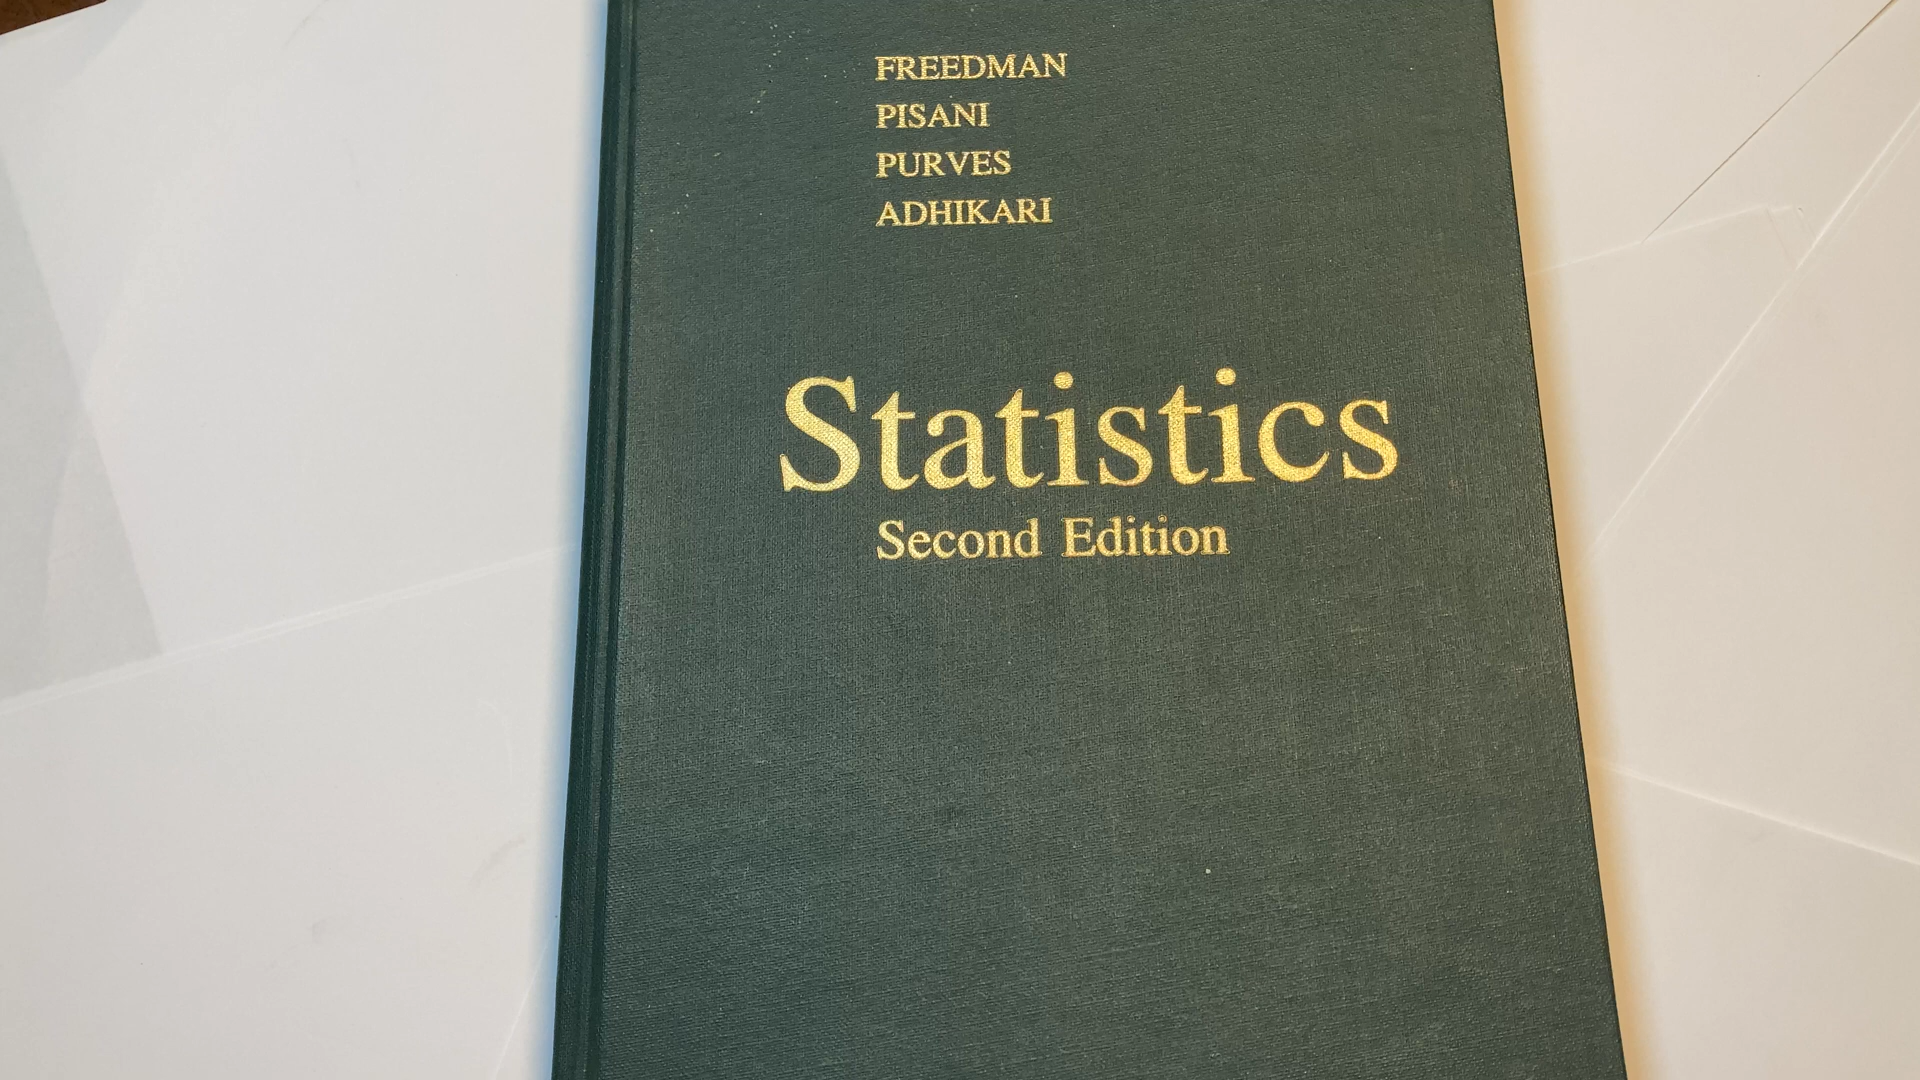 FREEDMAN
PISANI
PURVES
ADHIKARI
Statistics
Second Edition